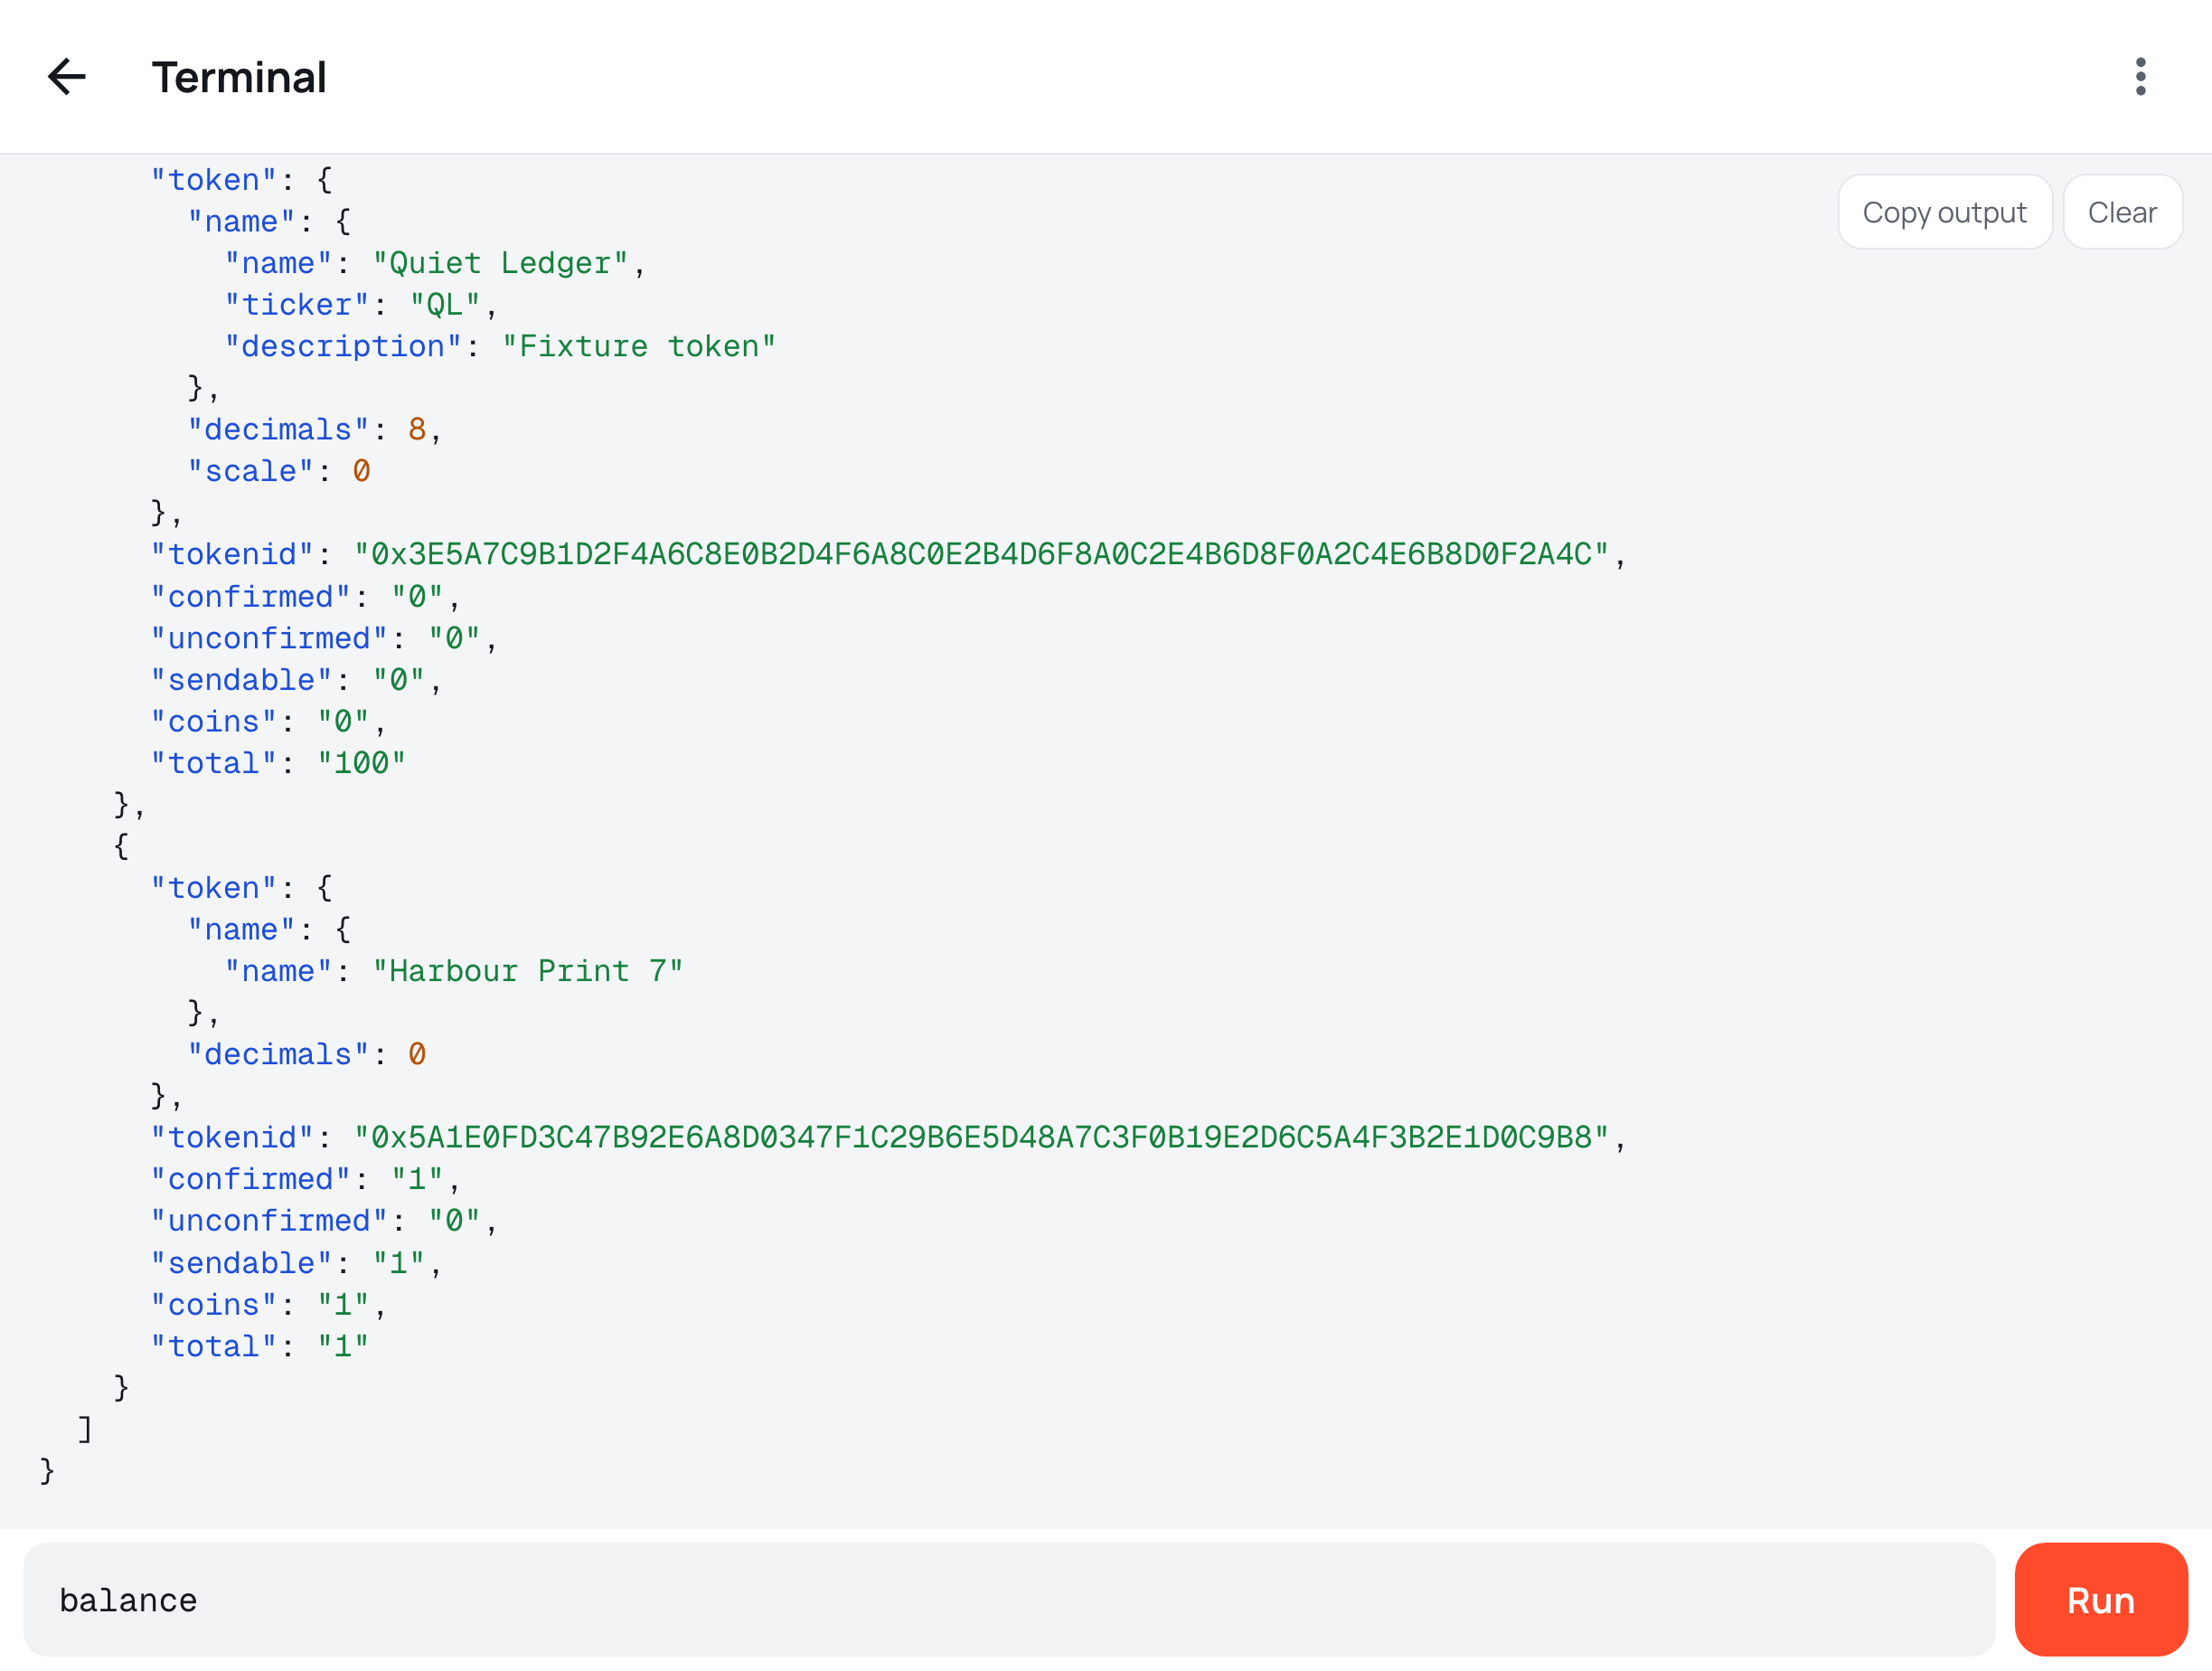 Terminal
Copy output
Clear
"token": {
"name": {
"name": "Quiet Ledger",
"ticker": "QL",
"description": "Fixture token"
},
"decimals": 8,
"scale": 0
},
"tokenid": "0x3E5A7C9B1D2F4A6C8E0B2D4F6A8C0E2B4D6F8A0C2E4B6D8F0A2C4E6B8D0F2A4C",
"confirmed": "0",
"unconfirmed": "0",
"sendable": "0",
"coins": "0",
"total": "100"
},
{
"token": {
"name": {
"name": "Harbour Print 7"
},
"decimals": 0
},
"tokenid": "0x5A1E0FD3C47B92E6A8D0347F1C29B6E5D48A7C3F0B19E2D6C5A4F3B2E1D0C9B8",
"confirmed": "1",
"unconfirmed": "0",
"sendable": "1",
"coins": "1",
"total": "1"
}
]
}
balance
Run